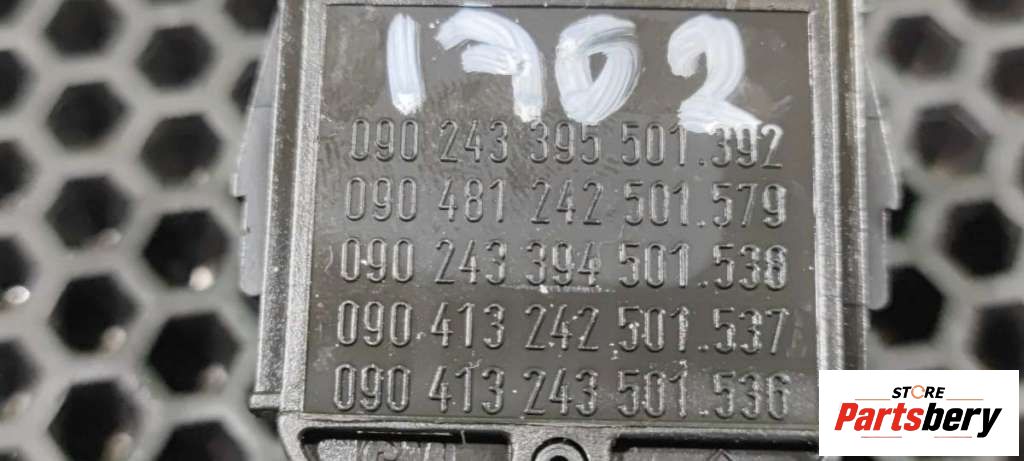 1702
090 243 395 501.392
090 481 242 501.579
090 243 394 501.538
090 413 242 501.537
090 413 243 501.536
STORE
Partsbery